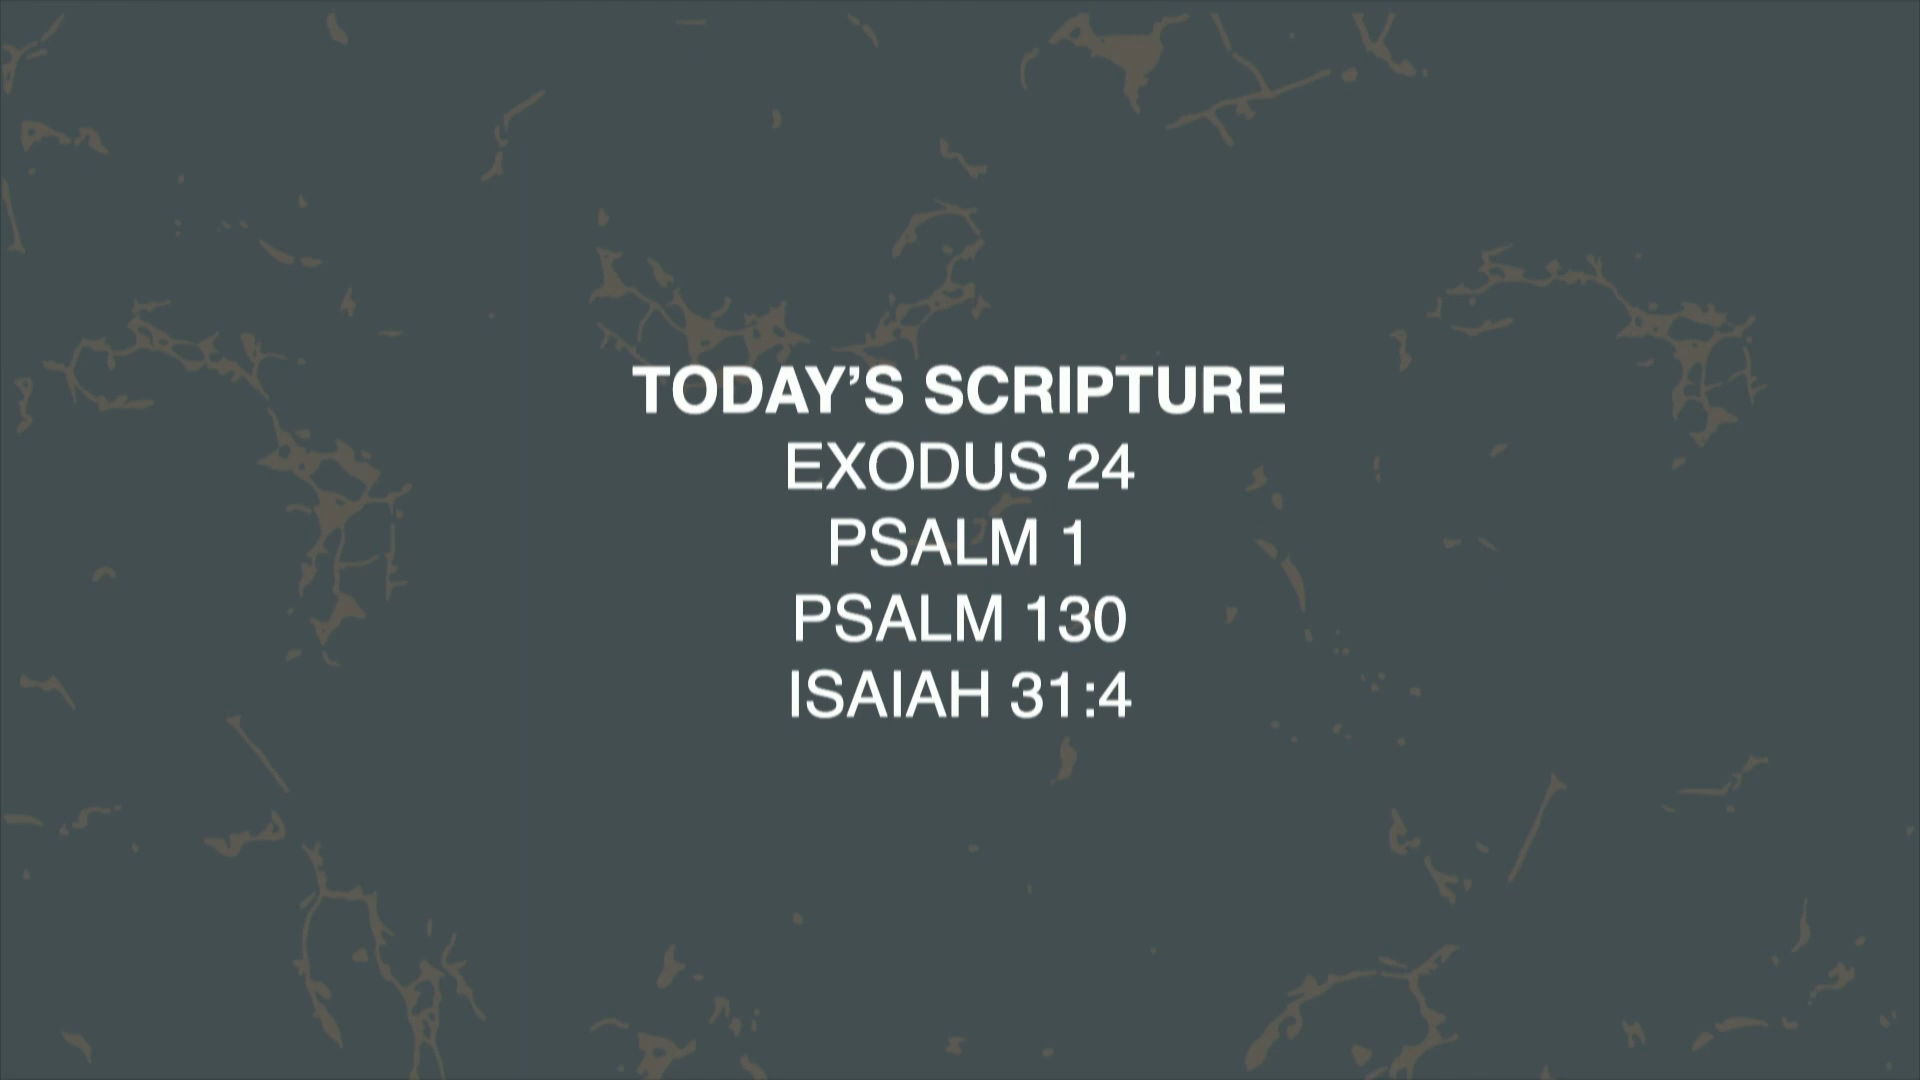 TODAY’S SCRIPTURE
EXODUS 24
PSALM 1
PSALM 130
ISAIAH 31:4